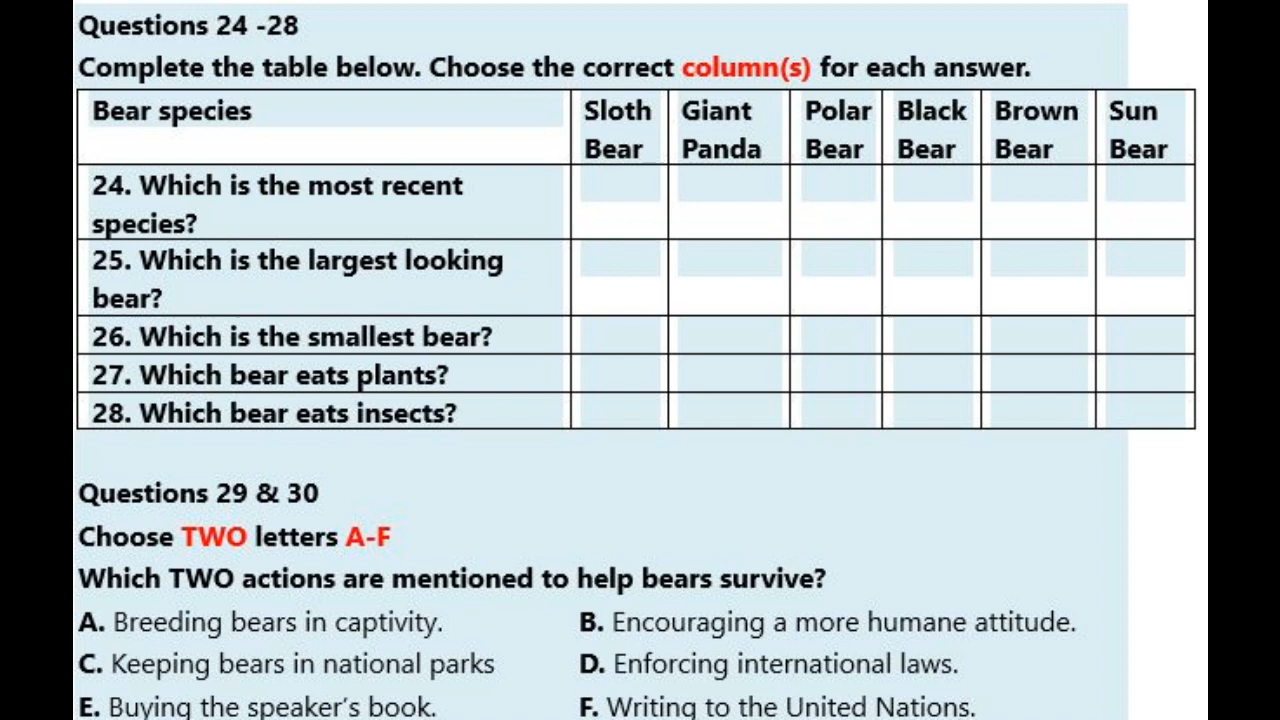 Questions 24 -28
Complete the table below. Choose the correct column(s) for each answer.
Bear species Sloth Bear Giant Panda Polar Bear Black Bear Brown Bear Sun Bear
24. Which is the most recent
species?
25. Which is the largest looking
bear?
26. Which is the smallest bear?
27. Which bear eats plants?
28. Which bear eats insects?
Questions 29 & 30
Choose TWO letters A-F
Which TWO actions are mentioned to help bears survive?
A. Breeding bears in captivity. B. Encouraging a more humane attitude.
C. Keeping bears in national parks D. Enforcing international laws.
E. Buying the speaker's book. F. Writing to the United Nations.